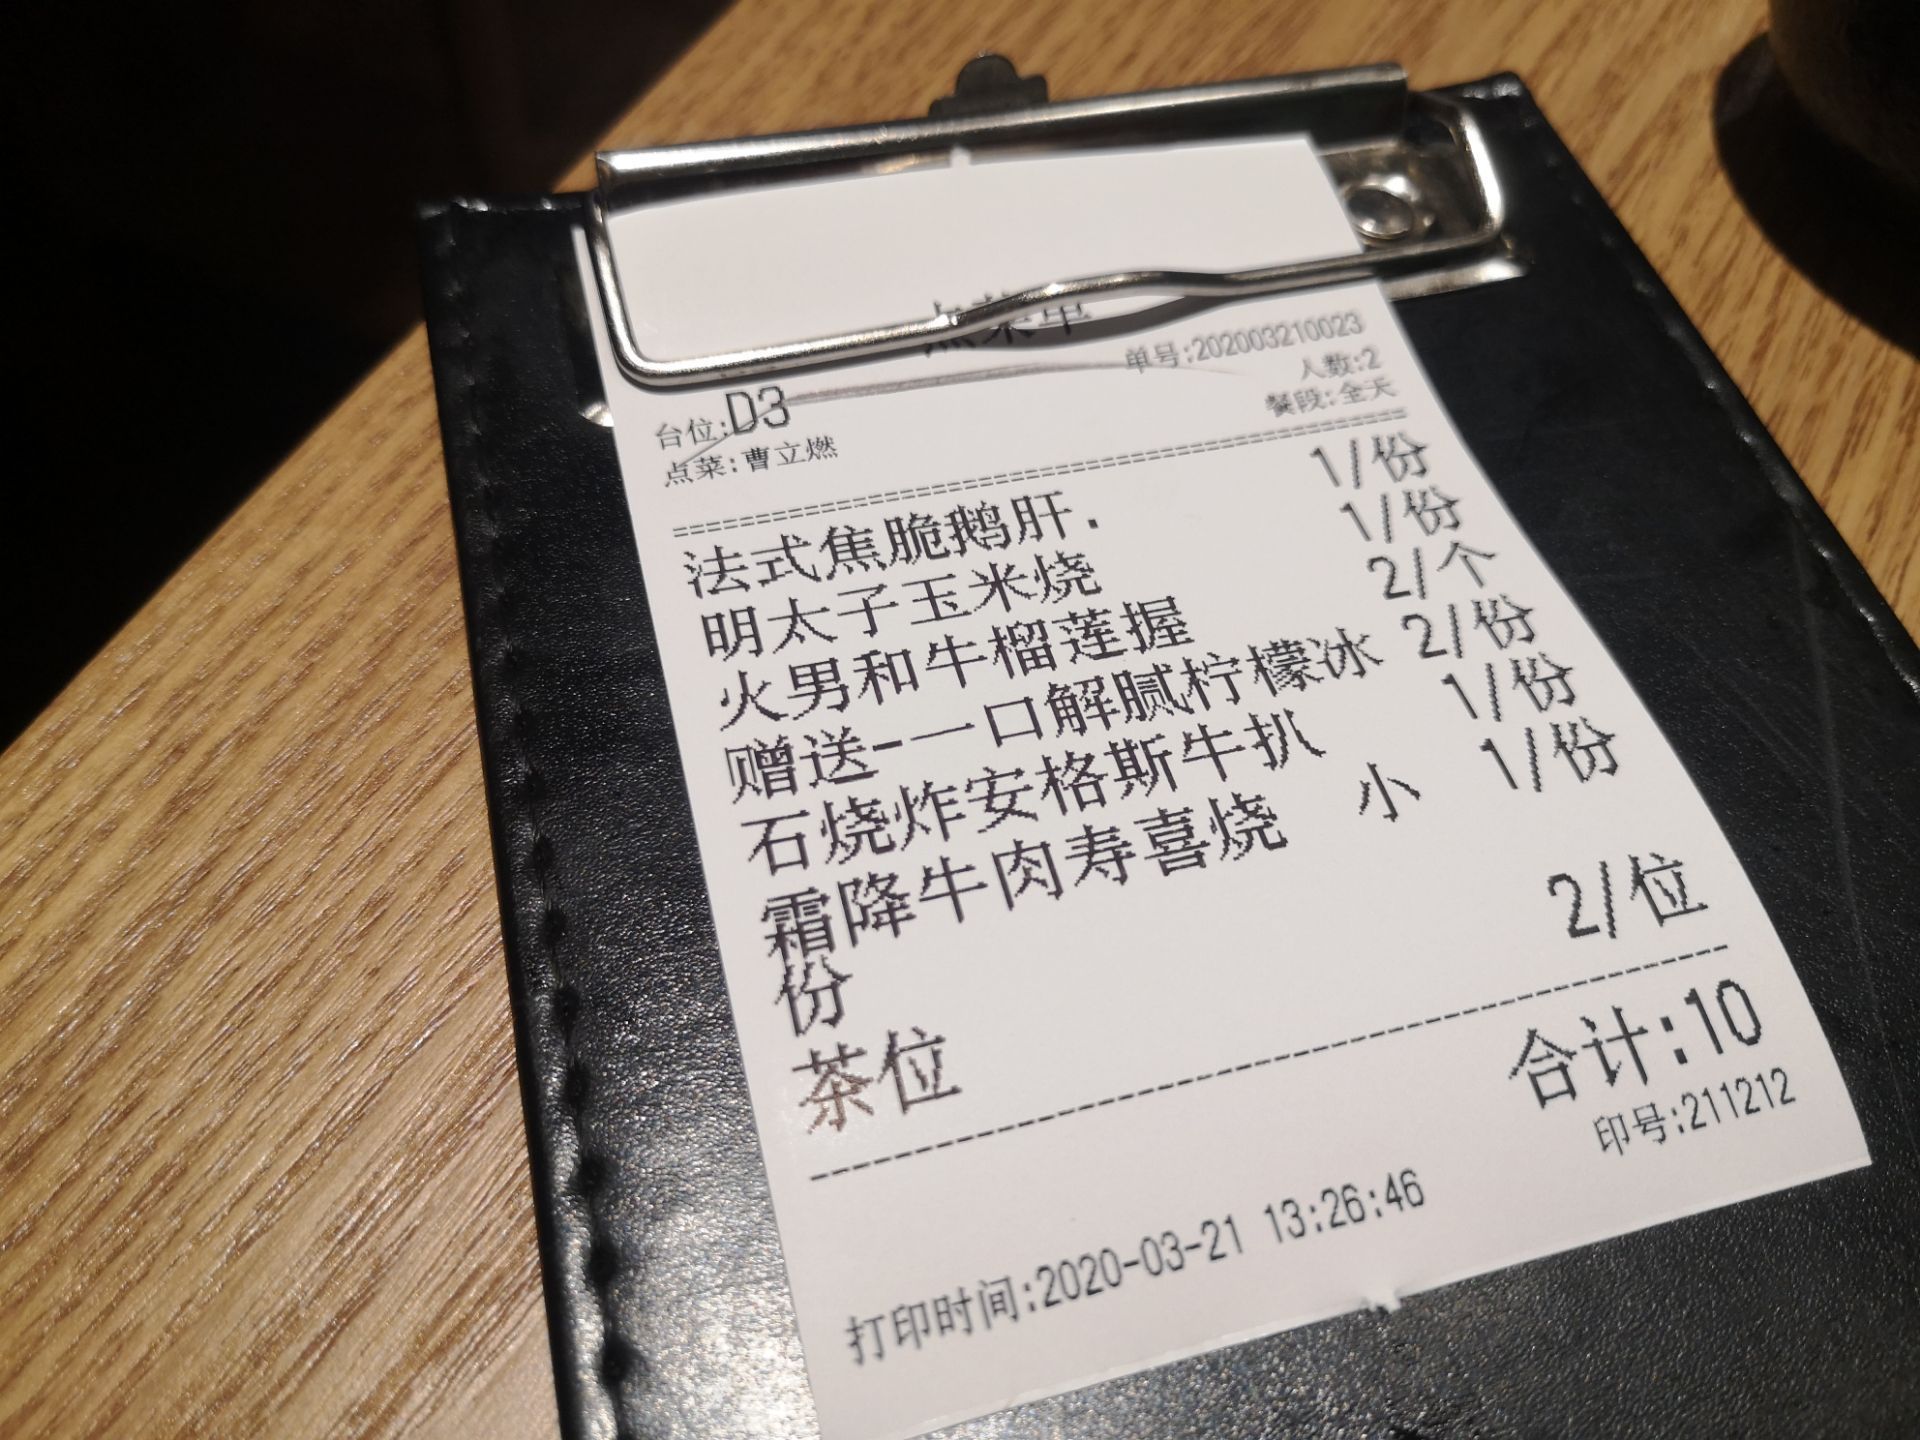 点菜单
单号:202003210023
台位:D3 人数:2
点菜:曹立燃 餐段:全天
法式焦脆鹅肝. 1/份
明太子玉米烧 1/份
火男和牛榴莲握 2/个
赠送-一口解腻柠檬冰 2/份
石烧炸安格斯牛扒 1/份
霜降牛肉寿喜烧 小 1/份
份
茶位 2/位
合计:10
印号:211212
打印时间:2020-03-21 13:26:46